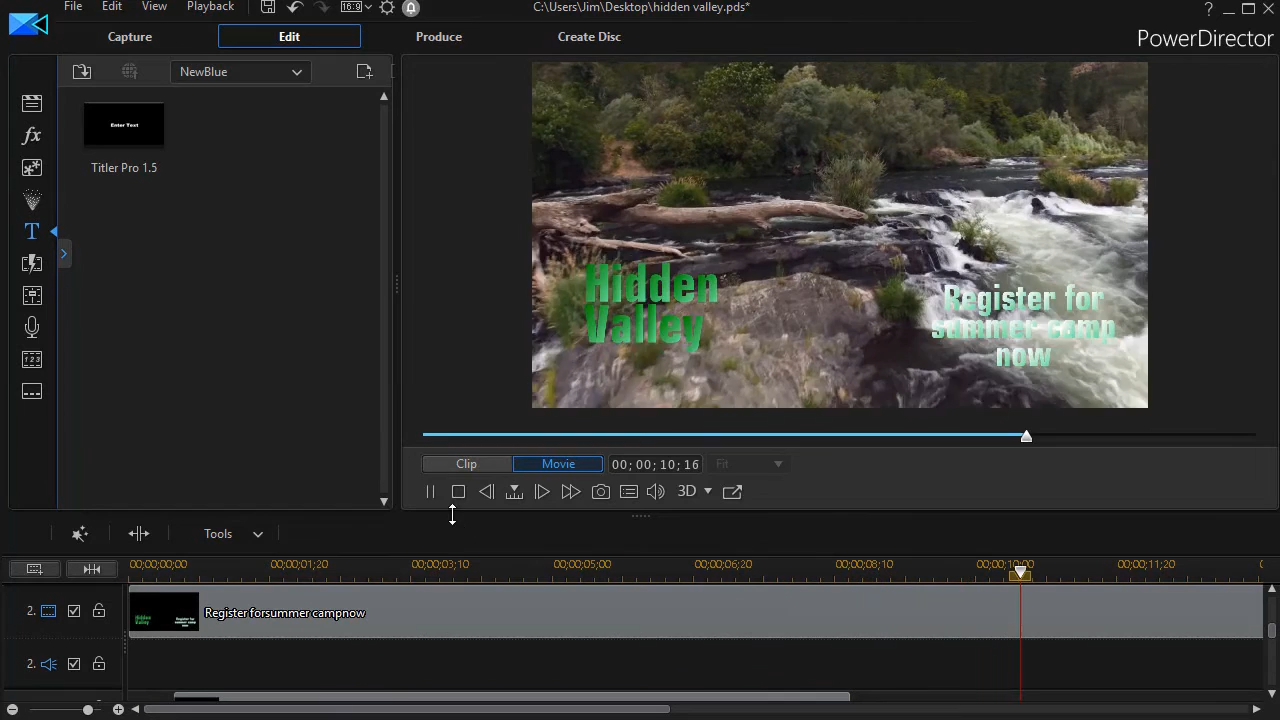 File Edit View Playback 16:9 C:\Users\Jim\Desktop\hidden valley.pds* ?
Capture Edit Produce Create Disc PowerDirector
NewBlue
Enter Text
Titler Pro 1.5
fx
T
Hidden
Valley
Register for
summer camp
now
Clip Movie 00; 00; 10; 16 Fit
3D
Tools
00;00;00;00 00;00;01;20 00;00;03;10 00;00;05;00 00;00;06;20 00;00;08;10 00;00;10;00 00;00;11;20
2. Register forsummer campnow
2.